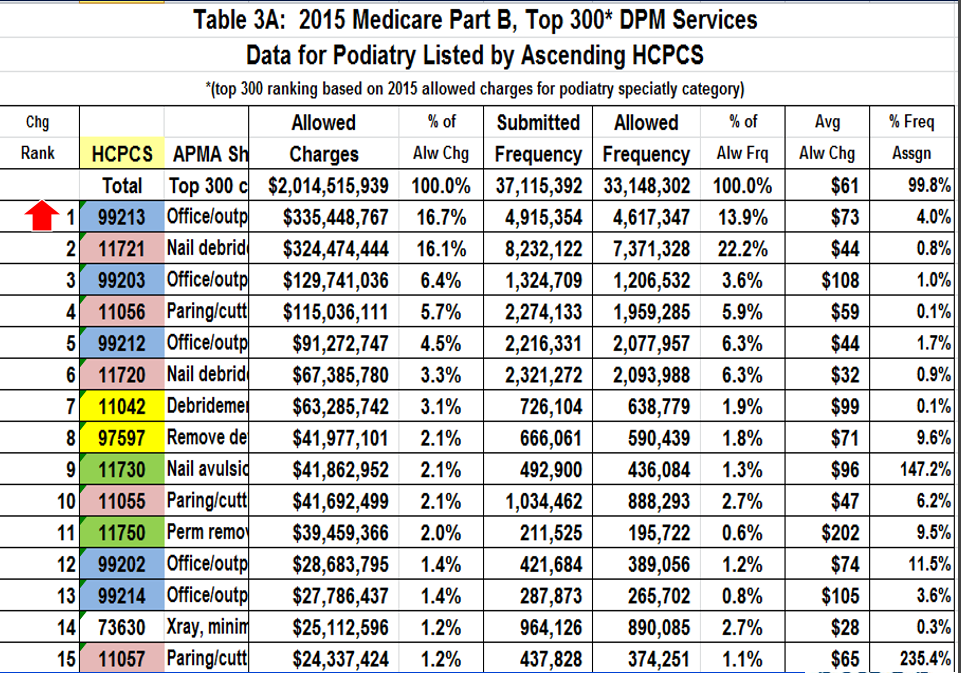 Table 3A: 2015 Medicare Part B, Top 300* DPM Services
Data for Podiatry Listed by Ascending HCPCS
*(top 300 ranking based on 2015 allowed charges for podiatry speciatly category)
Chg Allowed % of Submitted Allowed % of Avg % Freq
Rank HCPCS APMA Sh Charges Alw Chg Frequency Frequency Alw Frq Alw Chg Assgn
Total Top 300 c $2,014,515,939 100.0% 37,115,392 33,148,302 100.0% $61 99.8%
1 99213 Office/outp $335,448,767 16.7% 4,915,354 4,617,347 13.9% $73 4.0%
2 11721 Nail debrid $324,474,444 16.1% 8,232,122 7,371,328 22.2% $44 0.8%
3 99203 Office/outp $129,741,036 6.4% 1,324,709 1,206,532 3.6% $108 1.0%
4 11056 Paring/cutt $115,036,111 5.7% 2,274,133 1,959,285 5.9% $59 0.1%
5 99212 Office/outp $91,272,747 4.5% 2,216,331 2,077,957 6.3% $44 1.7%
6 11720 Nail debrid $67,385,780 3.3% 2,321,272 2,093,988 6.3% $32 0.9%
7 11042 Debridemen $63,285,742 3.1% 726,104 638,779 1.9% $99 0.1%
8 97597 Remove de $41,977,101 2.1% 666,061 590,439 1.8% $71 9.6%
9 11730 Nail avulsio $41,862,952 2.1% 492,900 436,084 1.3% $96 147.2%
10 11055 Paring/cutt $41,692,499 2.1% 1,034,462 888,293 2.7% $47 6.2%
11 11750 Perm remov $39,459,366 2.0% 211,525 195,722 0.6% $202 9.5%
12 99202 Office/outp $28,683,795 1.4% 421,684 389,056 1.2% $74 11.5%
13 99214 Office/outp $27,786,437 1.4% 287,873 265,702 0.8% $105 3.6%
14 73630 Xray, minim $25,112,596 1.2% 964,126 890,085 2.7% $28 0.3%
15 11057 Paring/cutt $24,337,424 1.2% 437,828 374,251 1.1% $65 235.4%